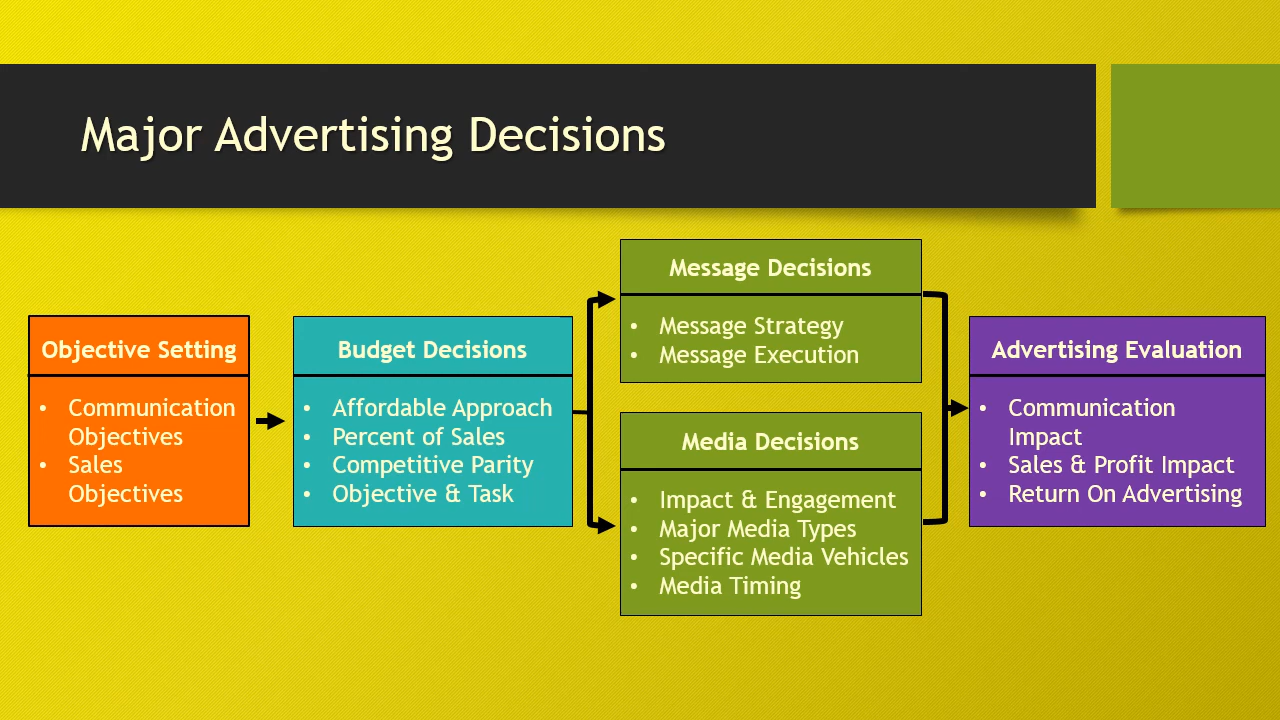 Major Advertising Decisions
Objective Setting
• Communication
Objectives
• Sales
Objectives
Budget Decisions
• Affordable Approach
• Percent of Sales
• Competitive Parity
• Objective & Task
Message Decisions
• Message Strategy
• Message Execution
Media Decisions
• Impact & Engagement
• Major Media Types
• Specific Media Vehicles
• Media Timing
Advertising Evaluation
• Communication
Impact
• Sales & Profit Impact
• Return On Advertising